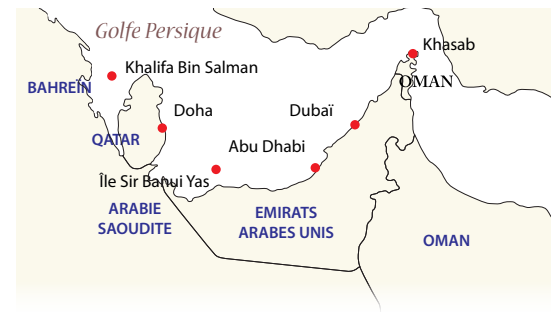 Golfe Persique
Khasab
Khalifa Bin Salman
BAHREÏN
OMAN
Doha
Dubaï
QATAR
Abu Dhabi
Île Sir Banui Yas
ARABIE
SAOUDITE
EMIRATS
ARABES UNIS
OMAN